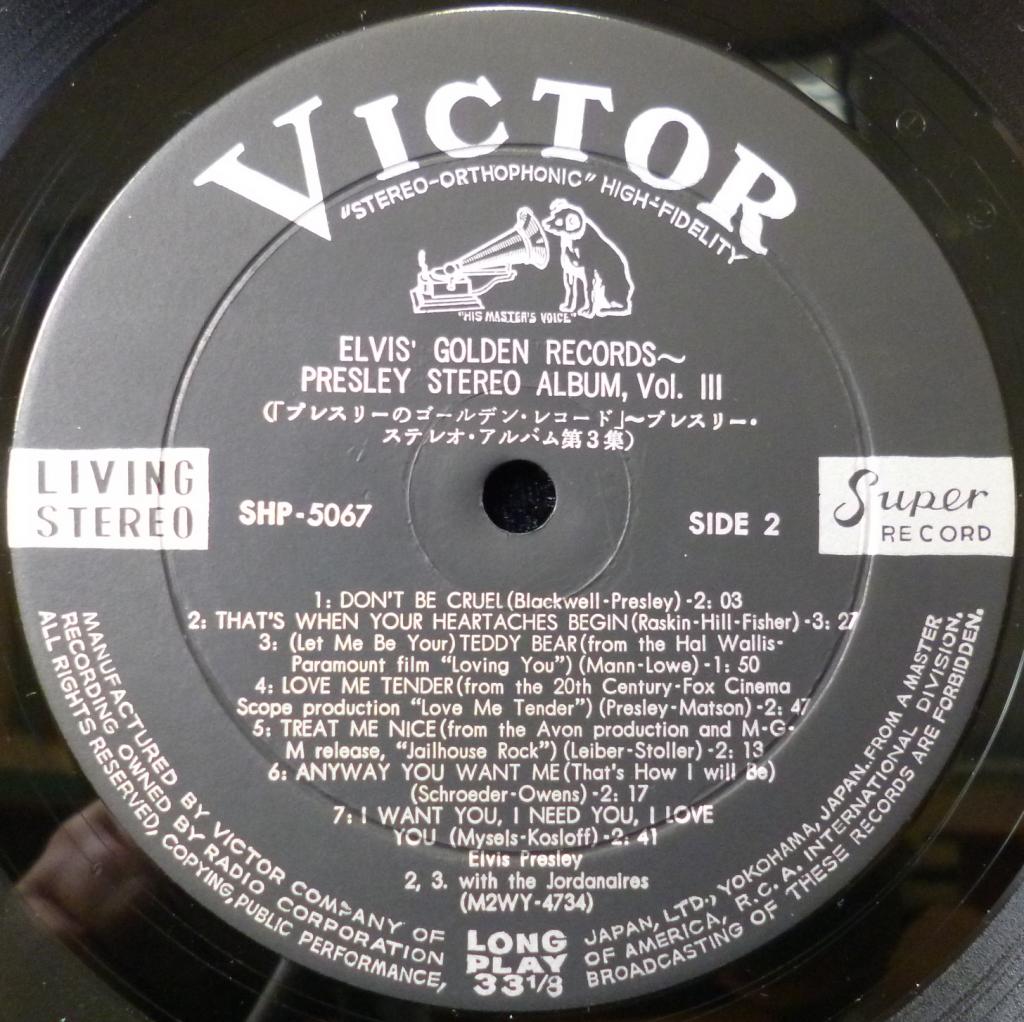 VICTOR
"STEREO-ORTHOPHONIC" HIGH-FIDELITY
"HIS MASTER'S VOICE"
ELVIS' GOLDEN RECORDS～
PRESLEY STEREO ALBUM, Vol. III
(「プレスリーのゴールデン・レコード」～プレスリー・
ステレオ・アルバム第3集)
LIVING
STEREO
SHP-5067
SIDE 2
Super
RECORD
1: DON'T BE CRUEL (Blackwell-Presley) -2: 03
2: THAT'S WHEN YOUR HEARTACHES BEGIN (Raskin-Hill-Fisher) -3: 27
3: (Let Me Be Your) TEDDY BEAR (from the Hal Wallis-
Paramount film "Loving You") (Mann-Lowe) -1: 50
4: LOVE ME TENDER (from the 20th Century-Fox Cinema
Scope production "Love Me Tender") (Presley-Matson) -2: 47
5: TREAT ME NICE (from the Avon production and M-G-
M release, "Jailhouse Rock") (Leiber-Stoller) -2: 13
6: ANYWAY YOU WANT ME (That's How I will Be)
(Schroeder-Owens) -2: 17
7: I WANT YOU, I NEED YOU, I LOVE
YOU (Mysels-Kosloff) -2: 41
Elvis Presley
2, 3. with the Jordanaires
(M2WY-4734)
MANUFACTURED BY VICTOR COMPANY OF JAPAN, LTD., YOKOHAMA, JAPAN. FROM A MASTER
RECORDING OWNED BY RADIO CORPORATION OF AMERICA, R.C.A. INTERNATIONAL DIVISION.
ALL RIGHTS RESERVED, COPYING, PUBLIC PERFORMANCE, BROADCASTING OF THESE RECORDS ARE FORBIDDEN.
LONG
PLAY
33 1/3